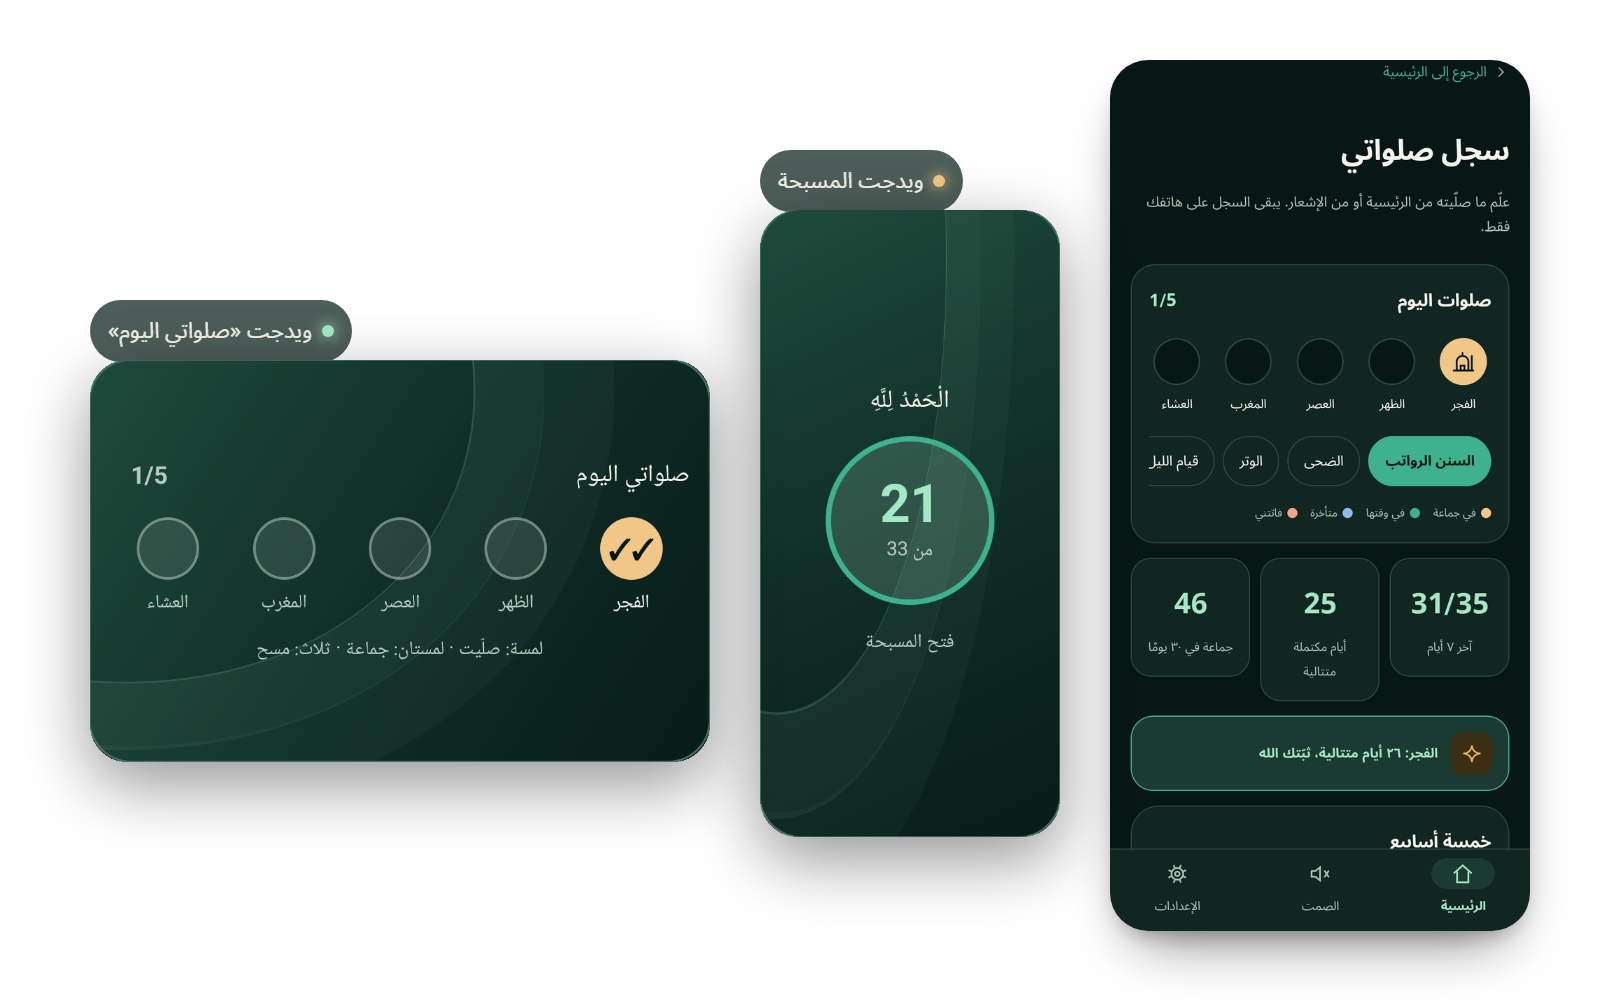 ويدجت «صلواتي اليوم»
صلواتي اليوم
1/5
✓✓
الفجر
الظهر
العصر
المغرب
العشاء
لمسة: صلّيت · لمستان: جماعة · ثلاث: مسح
ويدجت المسبحة
الْحَمْدُ لِلَّهِ
21
من 33
فتح المسبحة
الرجوع إلى الرئيسية
سجل صلواتي
علّم ما صلّيته من الرئيسية أو من الإشعار. يبقى السجل على هاتفك
فقط.
صلوات اليوم
1/5
الفجر
الظهر
العصر
المغرب
العشاء
السنن الرواتب
الضحى
الوتر
قيام الليل
في جماعة
في وقتها
متأخرة
فاتتني
31/35
آخر ٧ أيام
25
أيام مكتملة
متتالية
46
جماعة في ٣٠ يومًا
الفجر: ٢٦ أيام متتالية، ثبّتك الله
خمسة أسابيع
الرئيسية
الصمت
الإعدادات